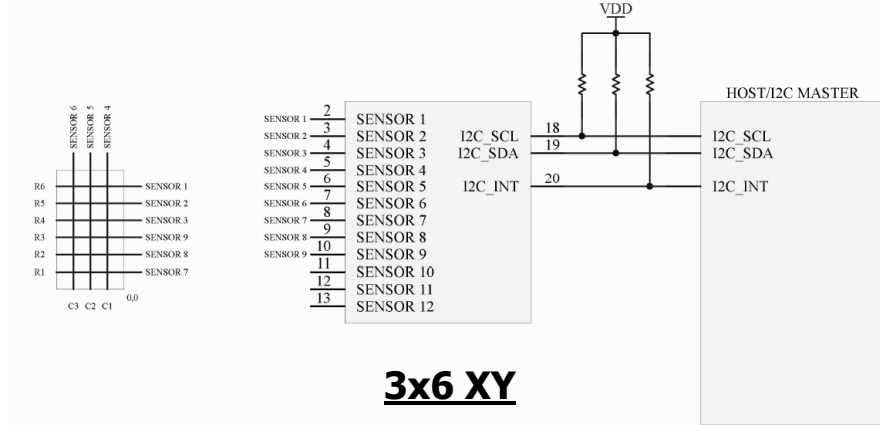 VDD
HOST/I2C MASTER
SENSOR 6
SENSOR 5
SENSOR 4
R6 SENSOR 1
R5 SENSOR 2
R4 SENSOR 3
R3 SENSOR 9
R2 SENSOR 8
R1 SENSOR 7
0,0
C3 C2 C1
SENSOR 1 2 SENSOR 1
SENSOR 2 3 SENSOR 2 I2C_SCL 18 I2C_SCL
SENSOR 3 4 SENSOR 3 I2C_SDA 19 I2C_SDA
SENSOR 4 5 SENSOR 4
SENSOR 5 6 SENSOR 5 I2C_INT 20 I2C_INT
SENSOR 6 7 SENSOR 6
SENSOR 7 8 SENSOR 7
SENSOR 8 9 SENSOR 8
SENSOR 9 10 SENSOR 9
11 SENSOR 10
12 SENSOR 11
13 SENSOR 12
3x6 XY